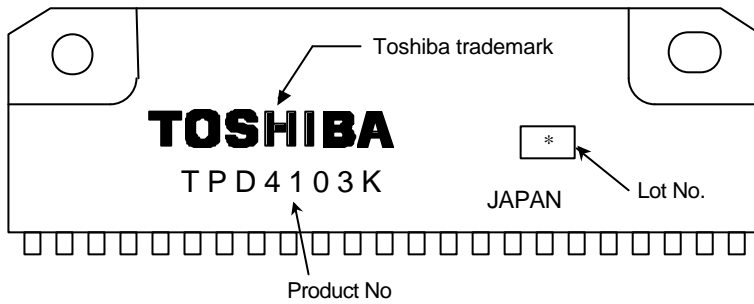 Toshiba trademark
TOSHIBA
*
TPD4103K
JAPAN
Lot No.
Product No